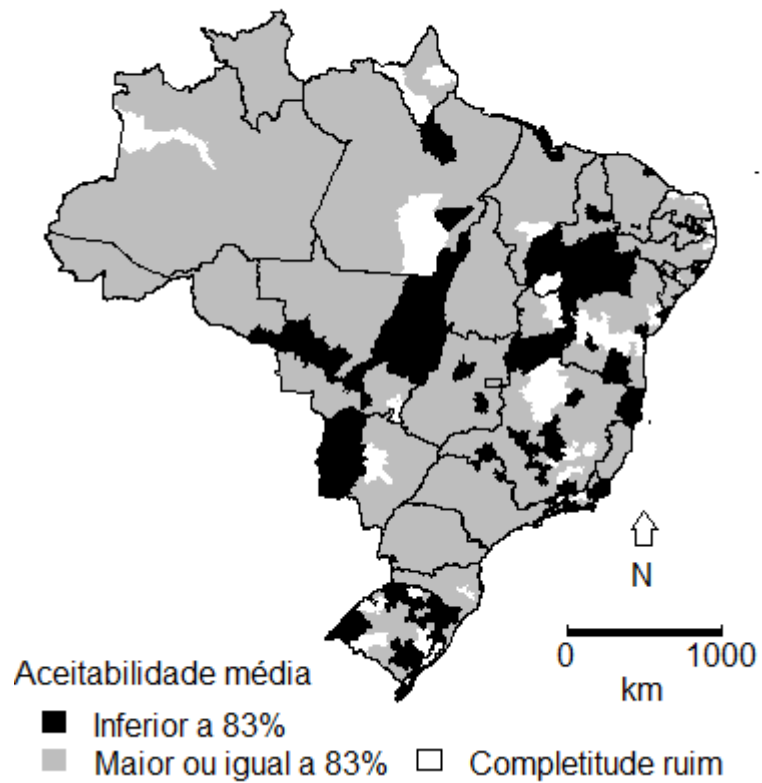 N
0 1000
km
Aceitabilidade média
Inferior a 83%
Maior ou igual a 83% Completitude ruim